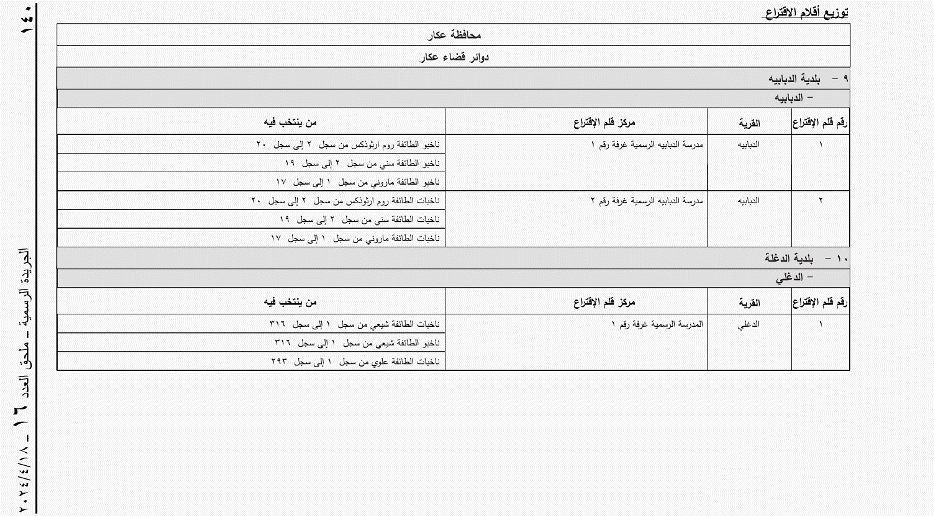 توزيع أقلام الاقتراع
محافظة عكار
دوائر قضاء عكار
٩ - بلدية الدبابيه
- الدبابيه
رقم قلم الإقتراع القرية مركز قلم الإقتراع من ينتخب فيه
١ الدبابيه مدرسة الدبابيه الرسمية غرفة رقم ١ ناخبو الطائفة روم ارثوذكس من سجل ٢ إلى سجل ٢٠
ناخبو الطائفة سني من سجل ٢ إلى سجل ١٩
ناخبو الطائفة ماروني من سجل ١ إلى سجل ١٧
٢ الدبابيه مدرسة الدبابيه الرسمية غرفة رقم ٢ ناخبات الطائفة روم ارثوذكس من سجل ٢ إلى سجل ٢٠
ناخبات الطائفة سني من سجل ٢ إلى سجل ١٩
ناخبات الطائفة ماروني من سجل ١ إلى سجل ١٧
١٠ - بلدية الدغلة
- الدغلي
رقم قلم الإقتراع القرية مركز قلم الإقتراع من ينتخب فيه
١ الدغلي المدرسة الرسمية غرفة رقم ١ ناخبات الطائفة شيعي من سجل ١ إلى سجل ٣١٦
ناخبو الطائفة شيعي من سجل ١ إلى سجل ٣١٦
ناخبات الطائفة علوي من سجل ١ إلى سجل ٢٩٣
١٤٠
الجريدة الرسمية - ملحق العدد ١٦ - ٢٠٢٤/٤/١٨